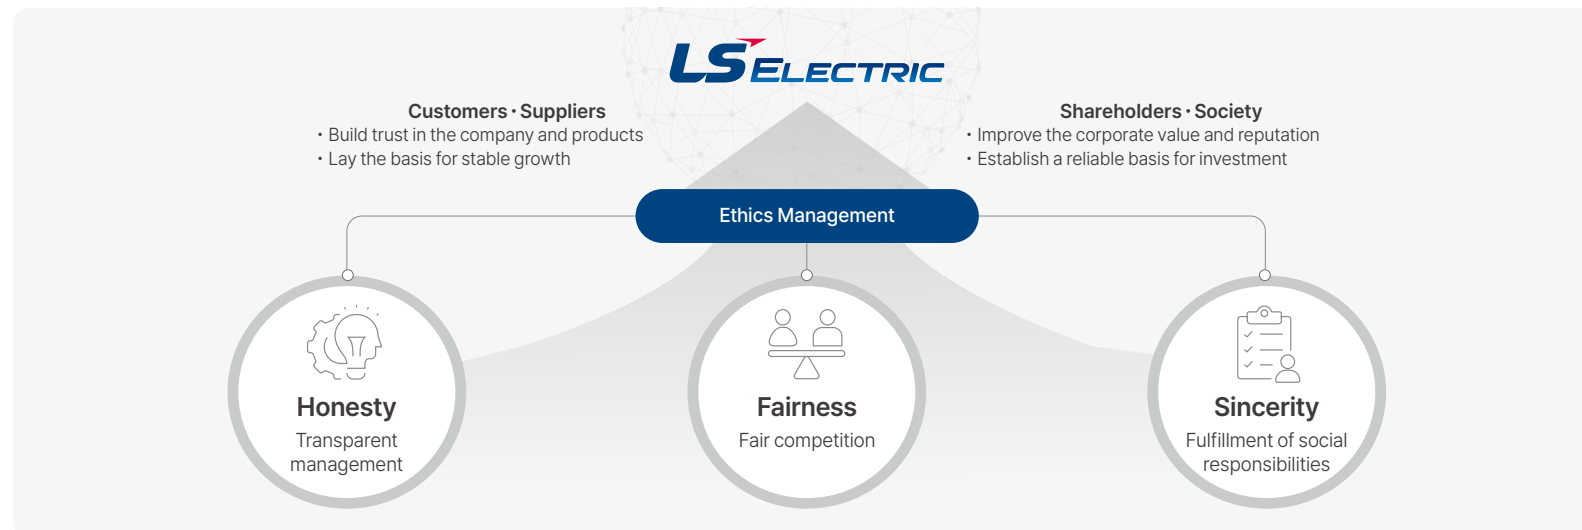 LS ELECTRIC
Customers · Suppliers
· Build trust in the company and products
· Lay the basis for stable growth
Shareholders · Society
· Improve the corporate value and reputation
· Establish a reliable basis for investment
Ethics Management
Honesty
Transparent
management
Fairness
Fair competition
Sincerity
Fulfillment of social
responsibilities